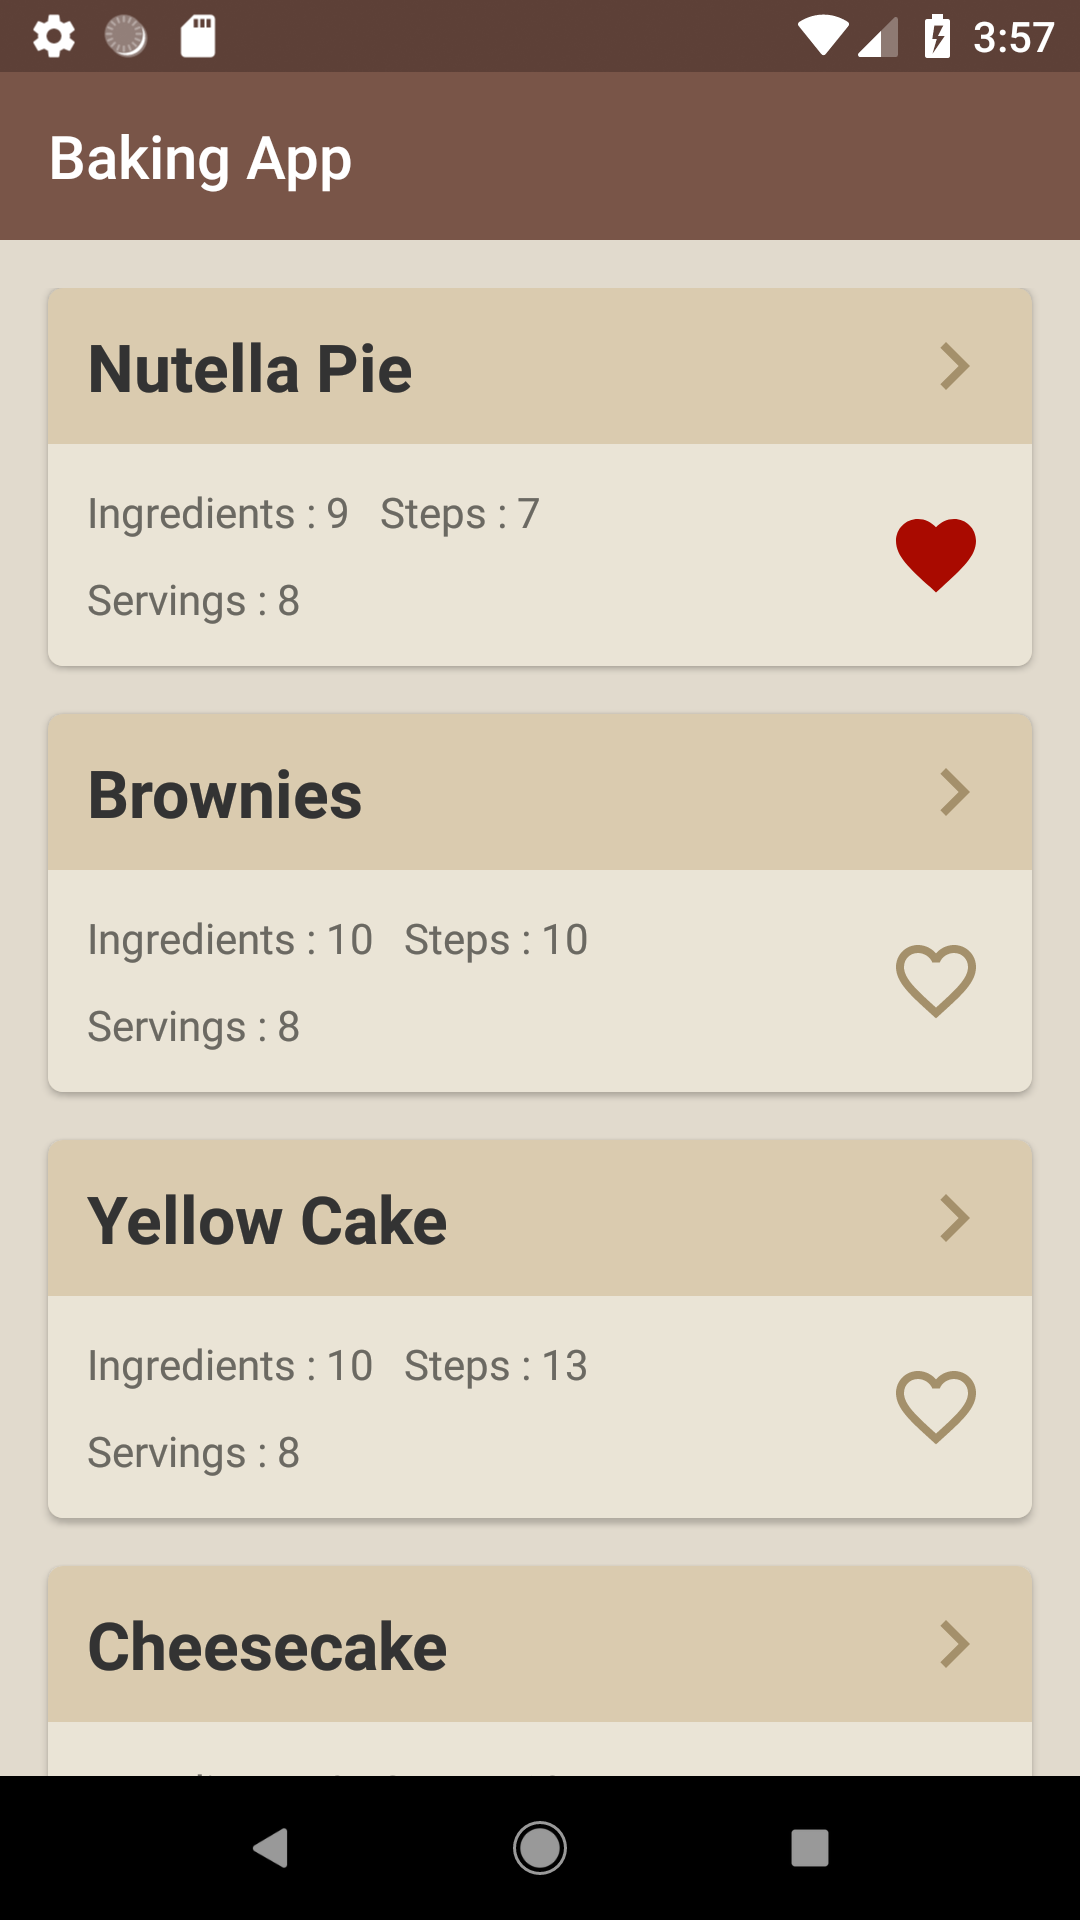 3:57
Baking App
Nutella Pie
Ingredients : 9 Steps : 7
Servings : 8
Brownies
Ingredients : 10 Steps : 10
Servings : 8
Yellow Cake
Ingredients : 10 Steps : 13
Servings : 8
Cheesecake